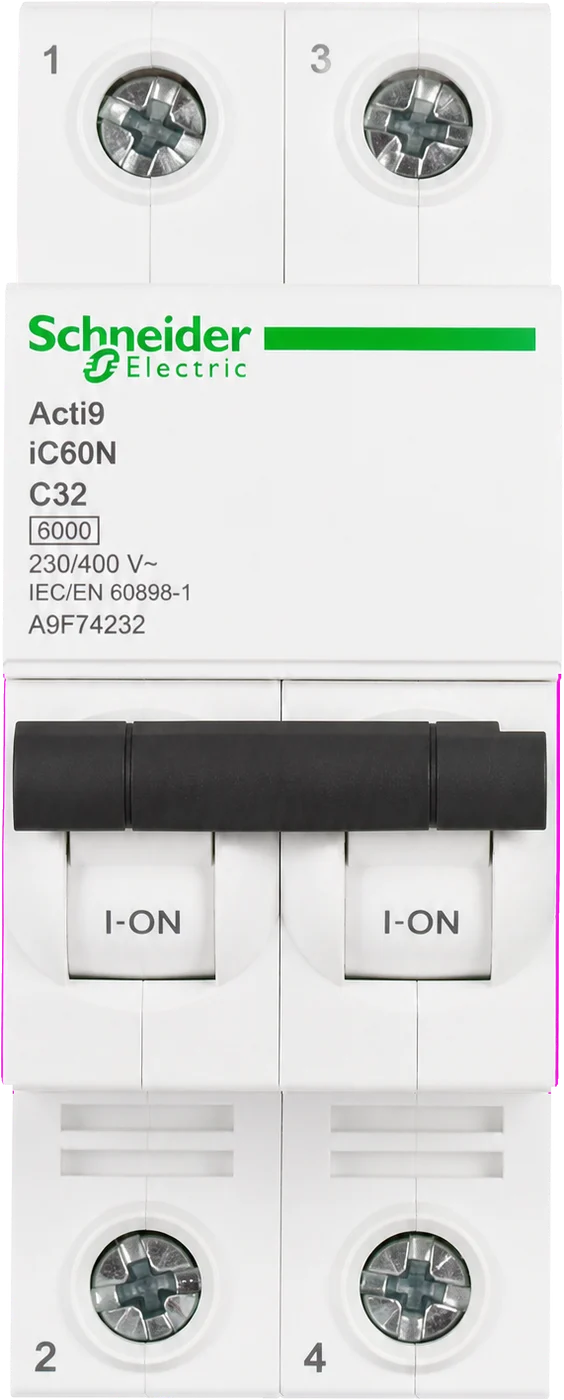 1 3
Schneider
Electric
Acti9
iC60N
C32
6000
230/400 V~
IEC/EN 60898-1
A9F74232
I-ON I-ON
2 4